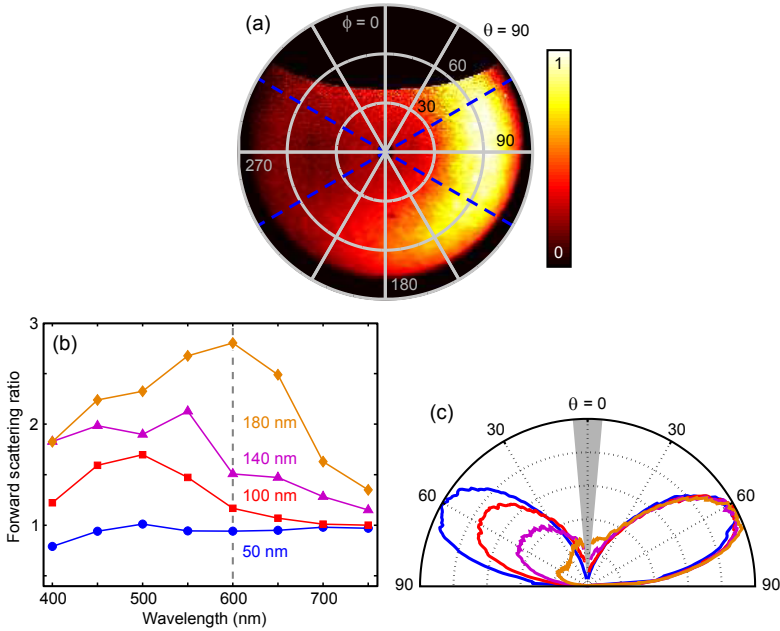 (a)
ϕ = 0
θ = 90
60
30
90
270
180
1
0
(b)
3
2
1
Forward scattering ratio
180 nm
140 nm
100 nm
50 nm
400
500
600
700
Wavelength (nm)
(c)
θ = 0
30
30
60
60
90
90